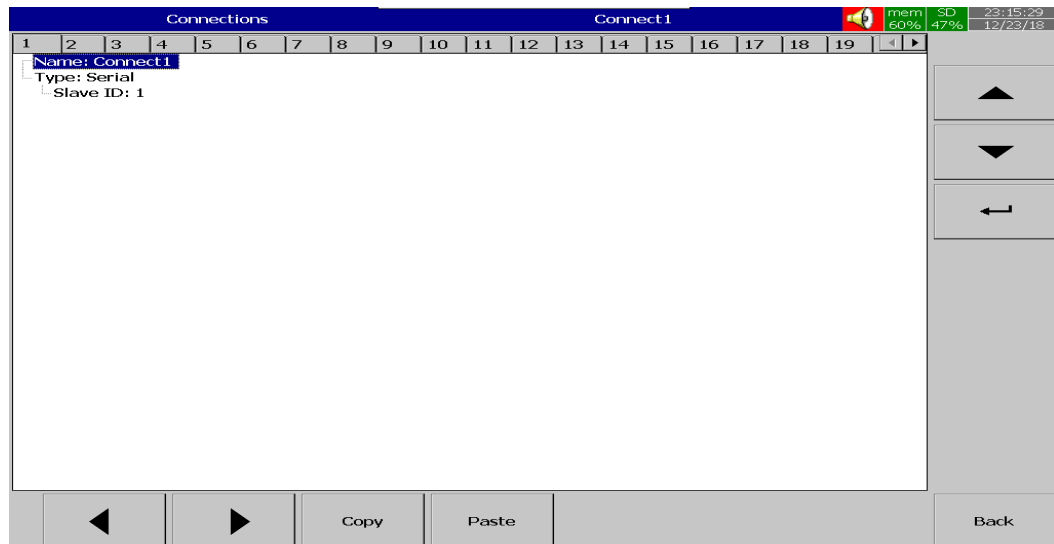 Connections Connect1 mem 60% SD 47% 23:15:29 12/23/18
1 2 3 4 5 6 7 8 9 10 11 12 13 14 15 16 17 18 19
Name: Connect1
Type: Serial
Slave ID: 1
Copy Paste Back